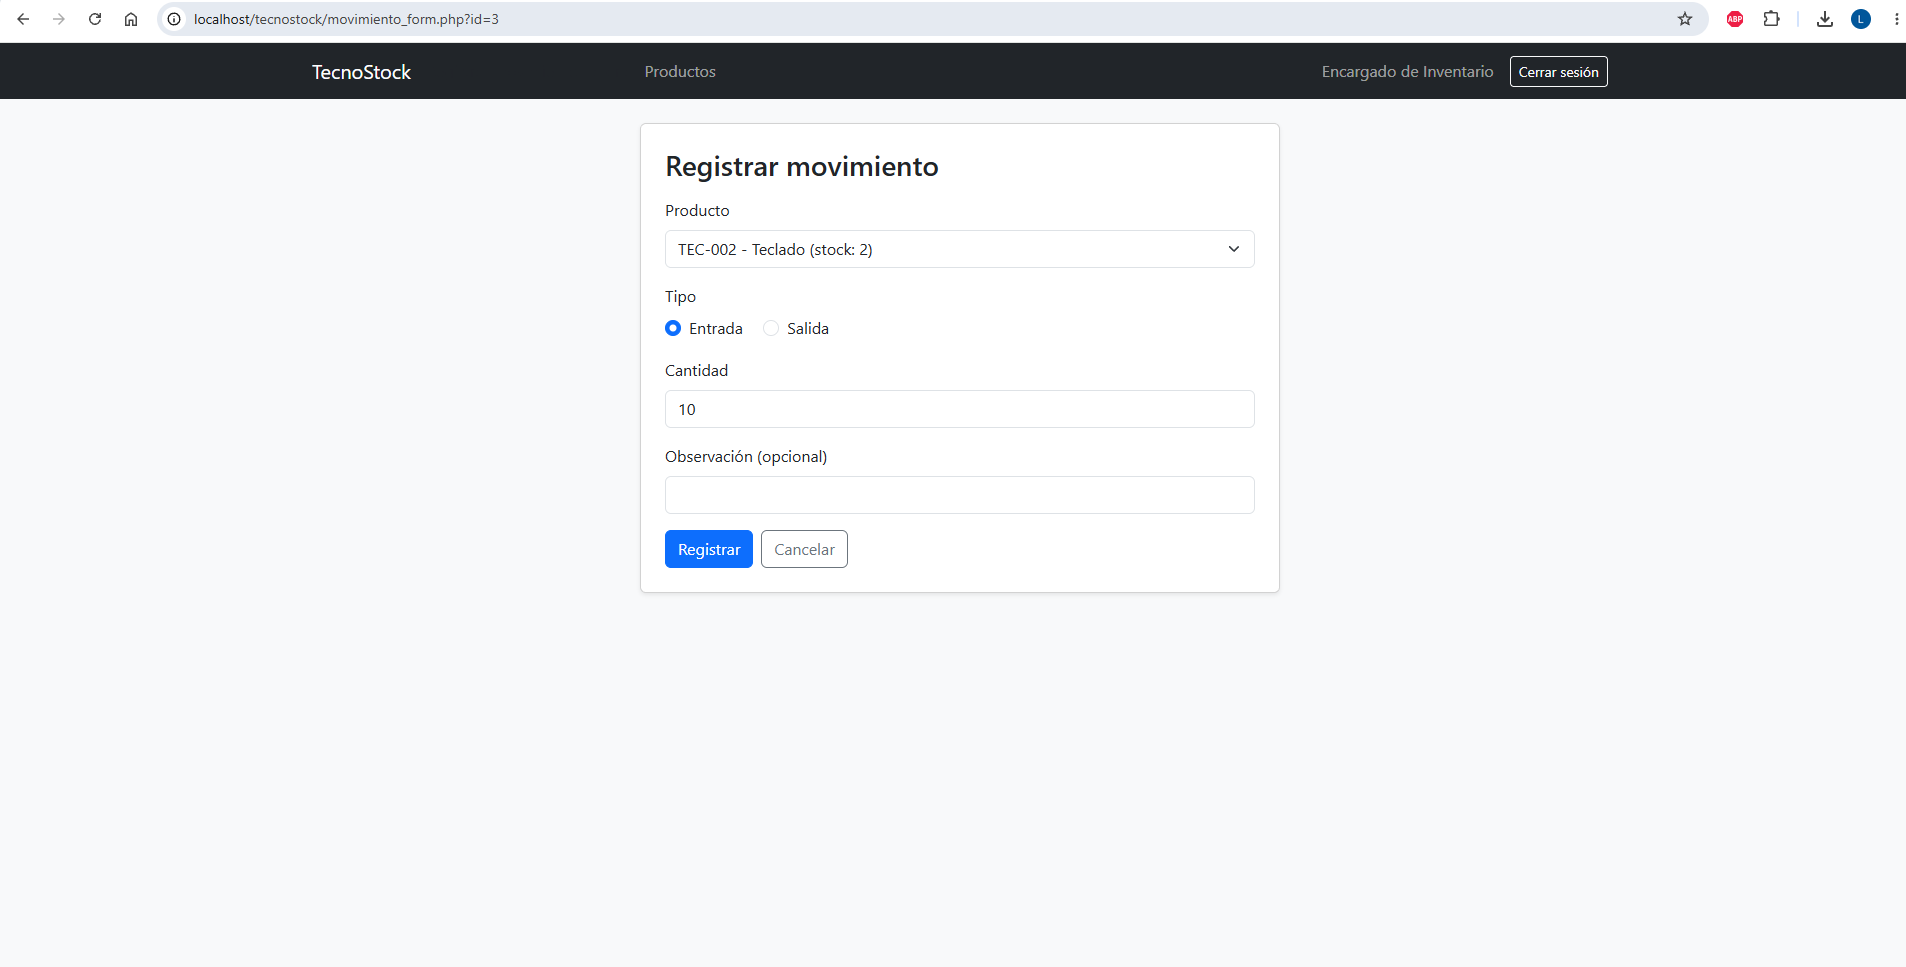 localhost/tecnostock/movimiento_form.php?id=3
ABP
L
TecnoStock
Productos
Encargado de Inventario
Cerrar sesión
Registrar movimiento
Producto
TEC-002 - Teclado (stock: 2)
Tipo
Entrada
Salida
Cantidad
10
Observación (opcional)
Registrar
Cancelar